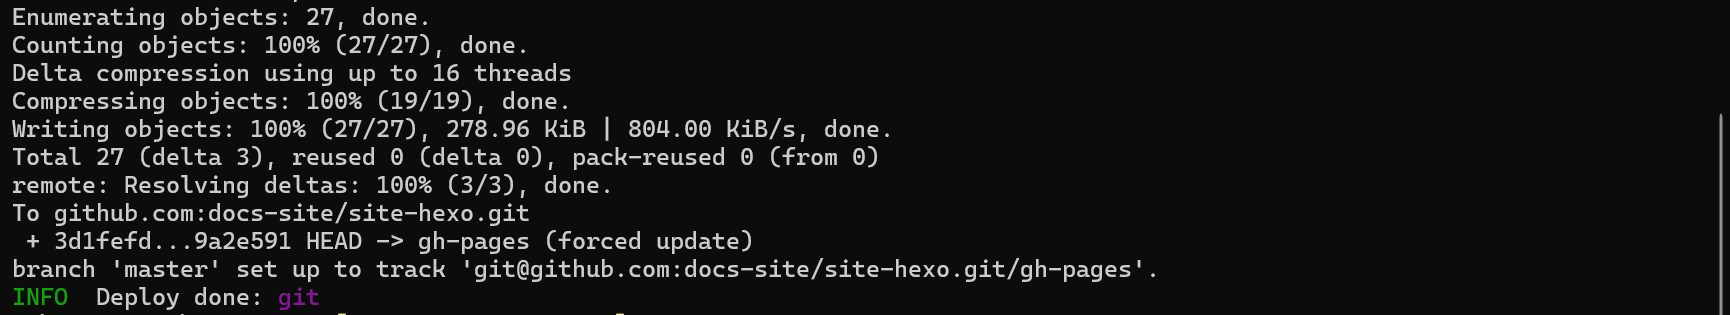 Enumerating objects: 27, done.
Counting objects: 100% (27/27), done.
Delta compression using up to 16 threads
Compressing objects: 100% (19/19), done.
Writing objects: 100% (27/27), 278.96 KiB | 804.00 KiB/s, done.
Total 27 (delta 3), reused 0 (delta 0), pack-reused 0 (from 0)
remote: Resolving deltas: 100% (3/3), done.
To github.com:docs-site/site-hexo.git
 + 3d1fefd...9a2e591 HEAD -> gh-pages (forced update)
branch 'master' set up to track 'git@github.com:docs-site/site-hexo.git/gh-pages'.
INFO  Deploy done: git